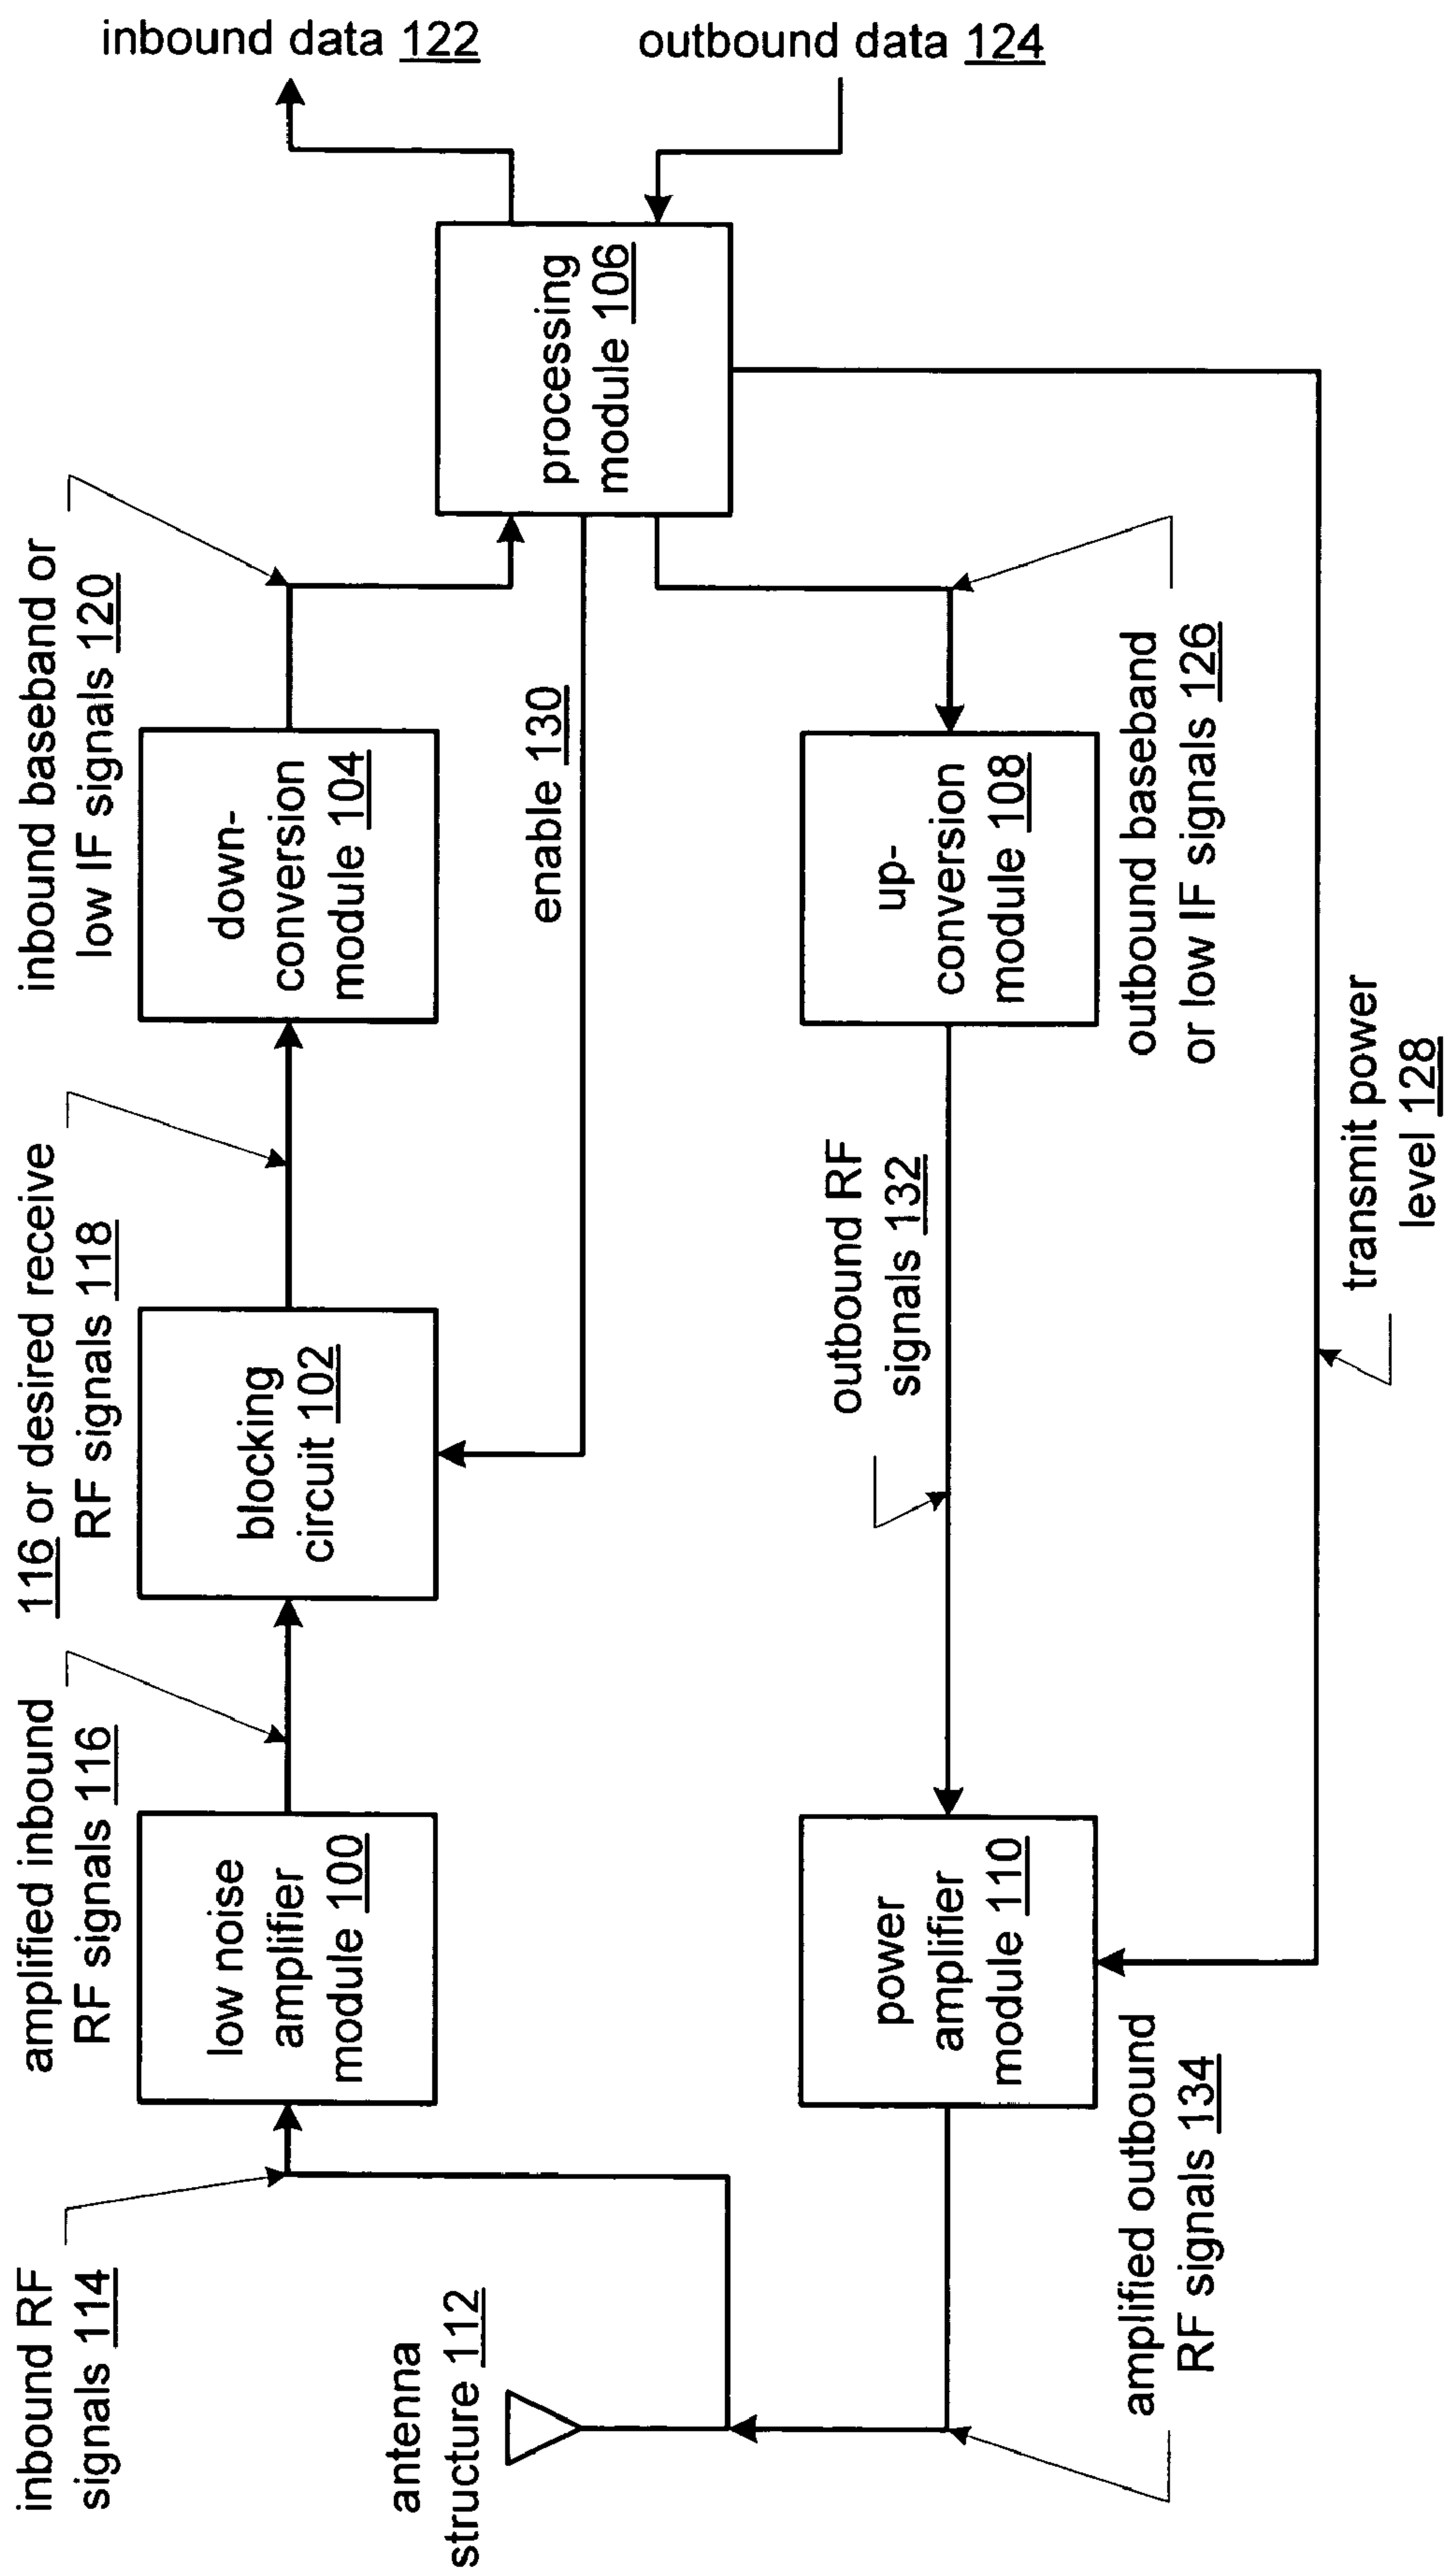 inbound data 122
outbound data 124
processing
module 106
inbound baseband or
low IF signals 120
down-
conversion
module 104
enable 130
up-
conversion
module 108
outbound baseband
or low IF signals 126
116 or desired receive
RF signals 118
blocking
circuit 102
outbound RF
signals 132
transmit power
level 128
amplified inbound
RF signals 116
low noise
amplifier
module 100
power
amplifier
module 110
amplified outbound
RF signals 134
inbound RF
signals 114
antenna
structure 112